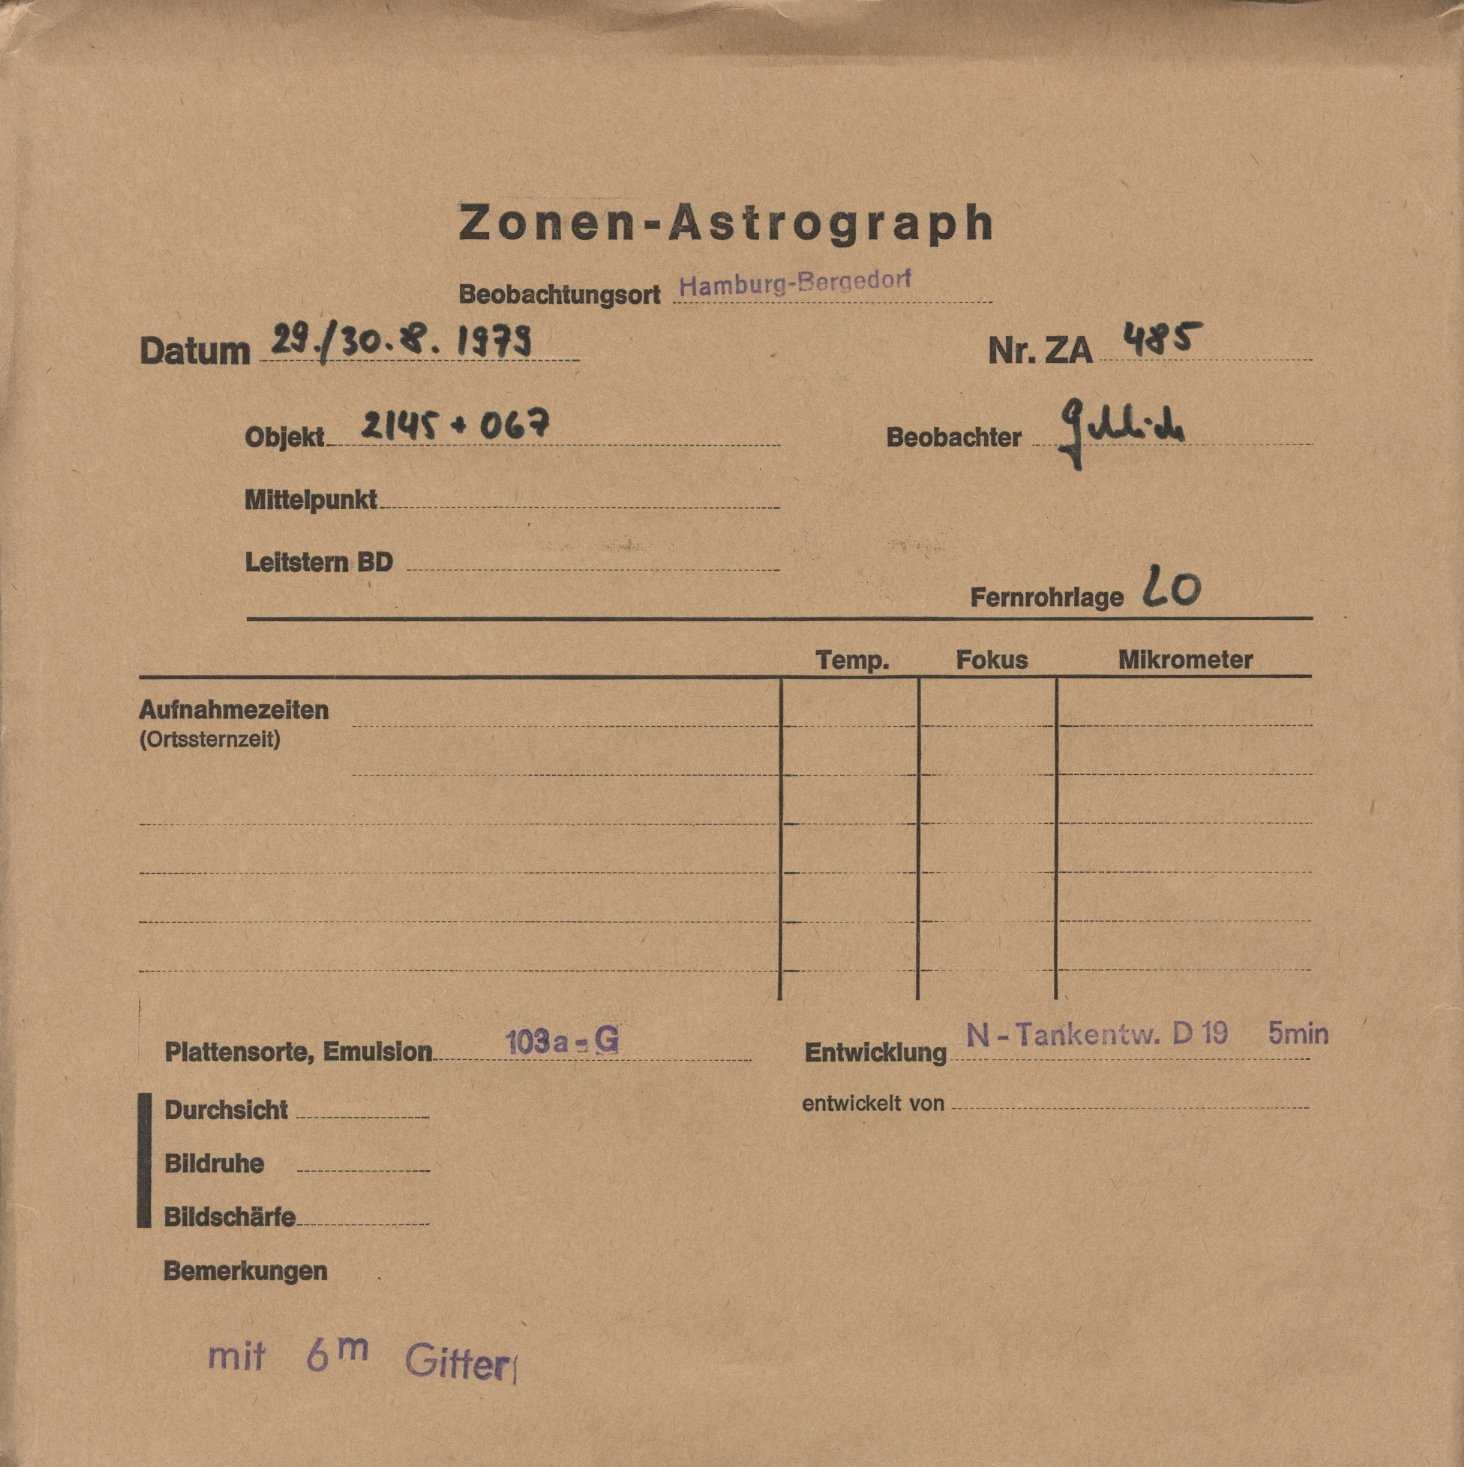 Zonen-Astrograph
Beobachtungsort Hamburg-Bergedorf
Datum 29./30.8. 1979 Nr. ZA 485
Objekt 2145 + 067 Beobachter
Mittelpunkt
Leitstern BD
Fernrohrlage LO
Temp. Fokus Mikrometer
Aufnahmezeiten
(Ortssternzeit)
Plattensorte, Emulsion 103a-G Entwicklung N-Tankentw. D 19 5min
Durchsicht entwickelt von
Bildruhe
Bildschärfe
Bemerkungen
mit 6m Gitter